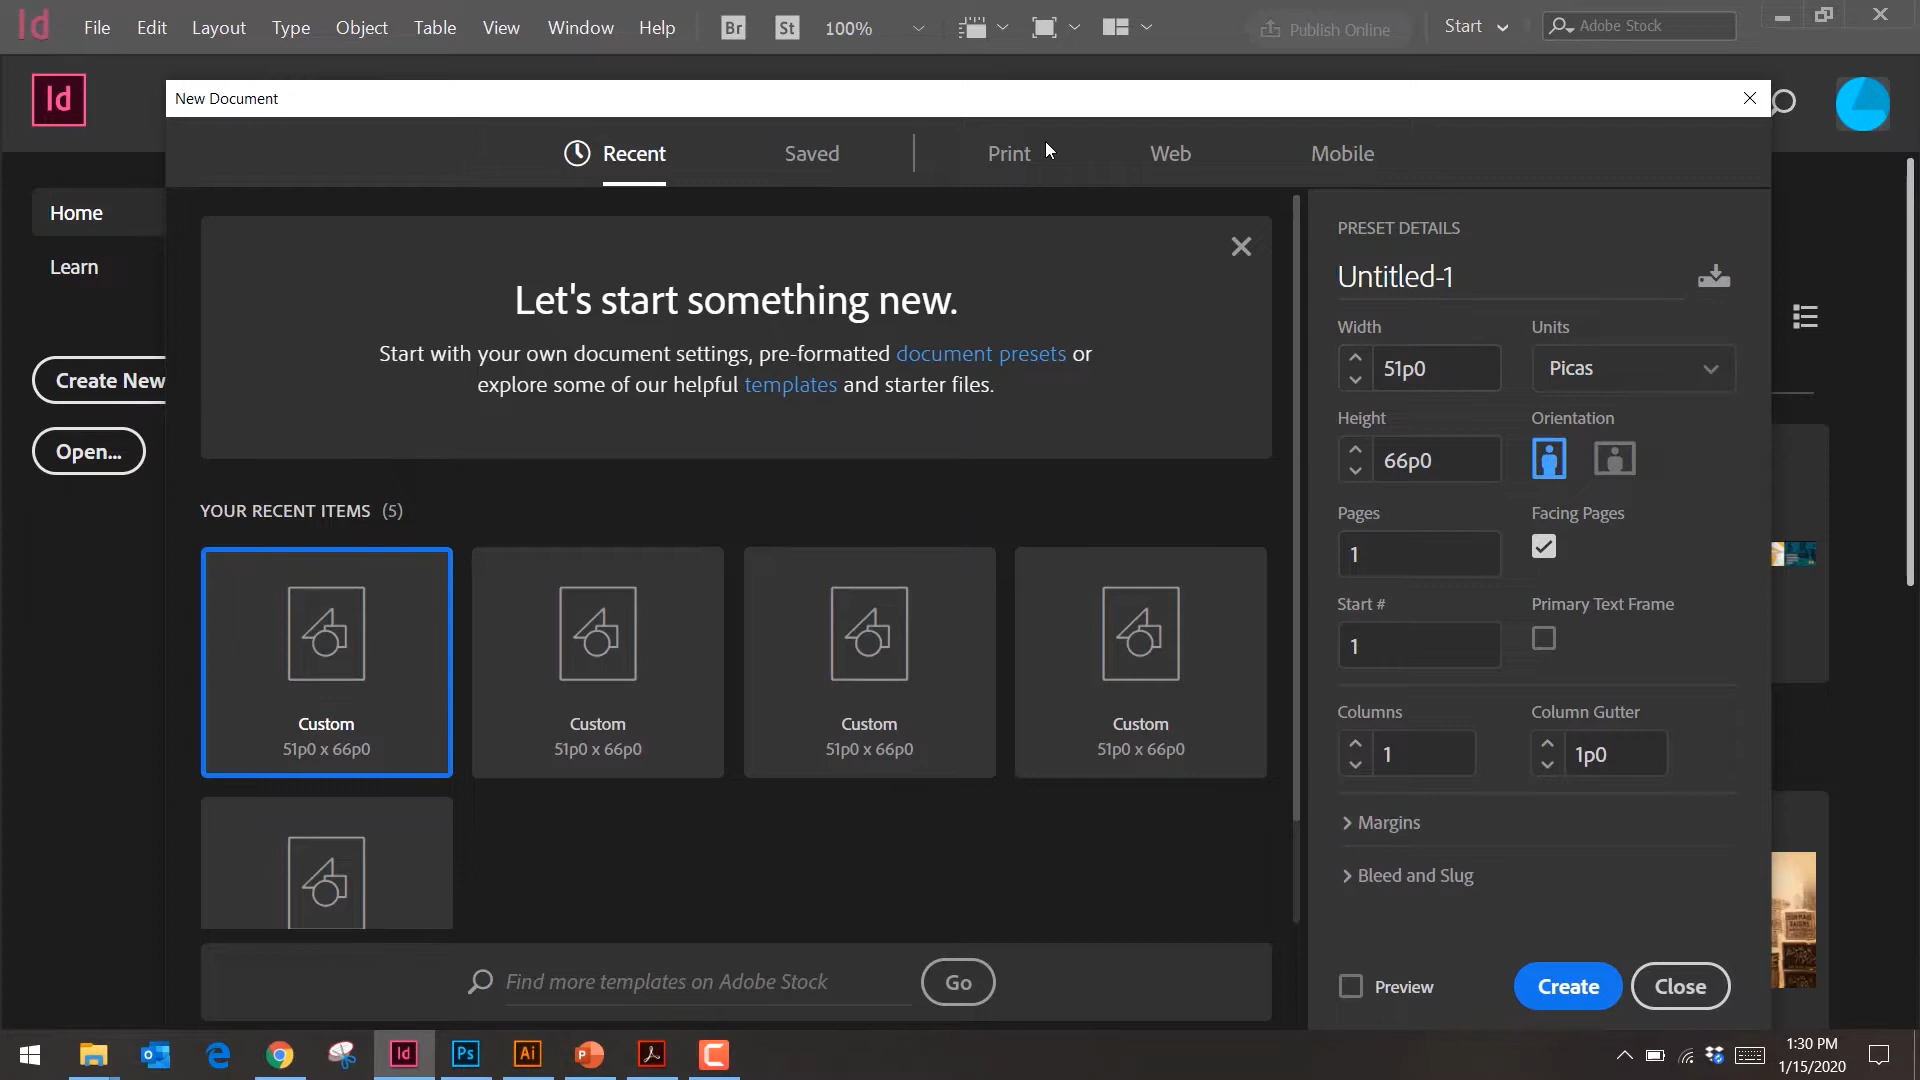 Id File Edit Layout Type Object Table View Window Help Br St 100% Publish Online Start Adobe Stock
Id
New Document
Recent Saved Print Web Mobile
Home
Learn
Create New
Open...
Let's start something new.
Start with your own document settings, pre-formatted document presets or
explore some of our helpful templates and starter files.
YOUR RECENT ITEMS (5)
Custom
51p0 x 66p0
Custom
51p0 x 66p0
Custom
51p0 x 66p0
Custom
51p0 x 66p0
Find more templates on Adobe Stock Go
PRESET DETAILS
Untitled-1
Width Units
51p0 Picas
Height Orientation
66p0
Pages Facing Pages
1
Start # Primary Text Frame
1
Columns Column Gutter
1 1p0
Margins
Bleed and Slug
Preview Create Close
Id Ps Ai P C
1:30 PM
1/15/2020